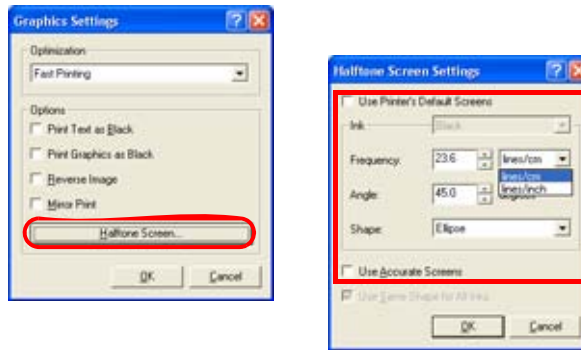 Graphics Settings
Optimization
Fast Printing
Options
Print Text as Black
Print Graphics as Black
Reverse Image
Mirror Print
Halftone Screen...
OK Cancel
Halftone Screen Settings
Use Printer's Default Screens
Ink: Black
Frequency: 23.6 lines/cm
lines/cm
lines/inch
Angle: 45.0 degrees
Shape: Ellipse
Use Accurate Screens
Use Same Shape for All Inks
OK Cancel